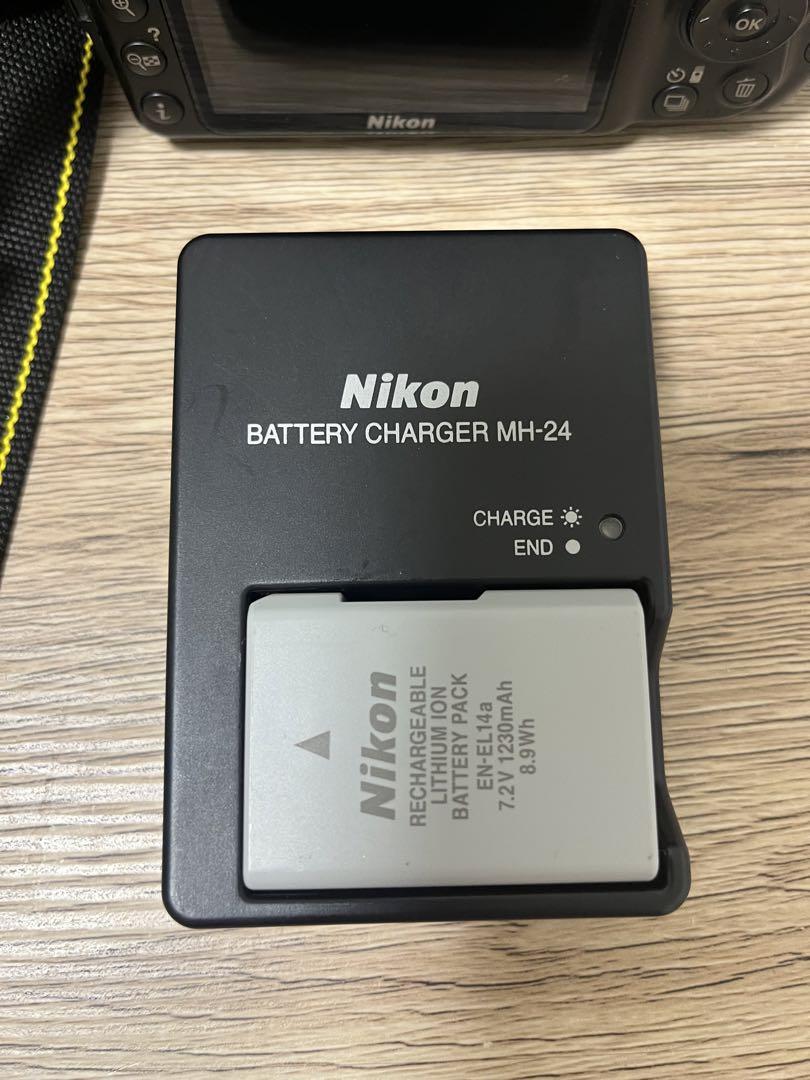 ?
OK
i
Nikon
Nikon
BATTERY CHARGER MH-24
CHARGE
END
Nikon
RECHARGEABLE
LITHIUM ION
BATTERY PACK
EN-EL14a
7.2V 1230mAh
8.9Wh